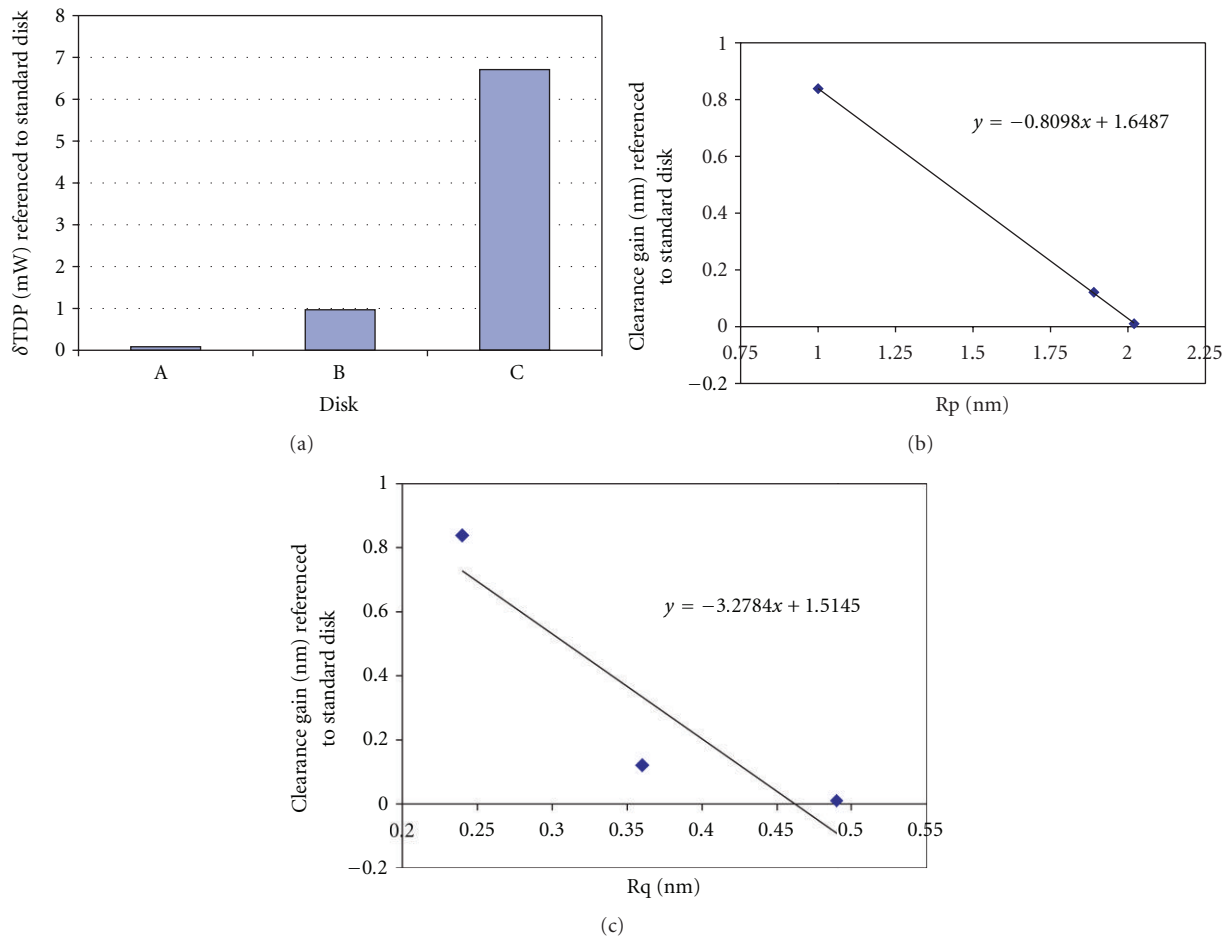 δTDP (mW) referenced to standard disk
8
7
6
5
4
3
2
1
0
A B C
Disk
(a)
Clearance gain (nm) referenced
to standard disk
1
0.8
0.6
0.4
0.2
0
−0.2
y = −0.8098x + 1.6487
0.75 1 1.25 1.5 1.75 2 2.25
Rp (nm)
(b)
Clearance gain (nm) referenced
to standard disk
1
0.8
0.6
0.4
0.2
0
−0.2
y = −3.2784x + 1.5145
0.2 0.25 0.3 0.35 0.4 0.45 0.5 0.55
Rq (nm)
(c)